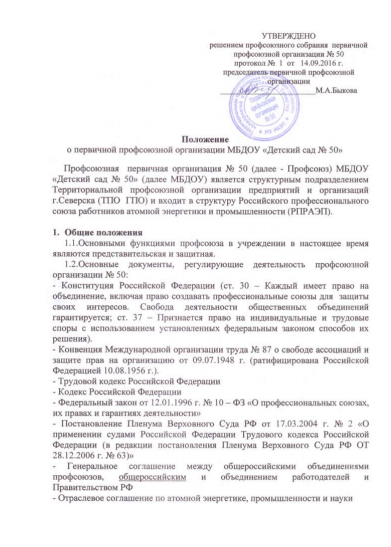 УТВЕРЖДЕНО
решением профсоюзного собрания первичной
профсоюзной организации № 50
протокол № 1 от 14.09.2016 г.
председатель первичной профсоюзной
организации
М.А.Быкова
Положение
о первичной профсоюзной организации МБДОУ «Детский сад № 50»
Профсоюзная первичная организация № 50 (далее - Профсоюз) МБДОУ
«Детский сад № 50» (далее МБДОУ) является структурным подразделением
Территориальной профсоюзной организации предприятий и организаций
г.Северска (ТПО ГПО) и входит в структуру Российского профессионального
союза работников атомной энергетики и промышленности (РПРАЭП).
1. Общие положения
1.1.Основными функциями профсоюза в учреждении в настоящее время
являются представительская и защитная.
1.2.Основные документы, регулирующие деятельность профсоюзной
организации № 50:
- Конституция Российской Федерации (ст. 30 – Каждый имеет право на
объединение, включая право создавать профессиональные союзы для защиты
своих интересов. Свобода деятельности общественных объединений
гарантируется; ст. 37 – Признается право на индивидуальные и трудовые
споры с использованием установленных федеральным законом способов их
решения).
- Конвенция Международной организации труда № 87 о свободе ассоциаций и
защите прав на организацию от 09.07.1948 г. (ратифицирована Российской
Федерацией 10.08.1956 г.).
- Трудовой кодекс Российской Федерации
- Кодекс Российской Федерации
- Федеральный закон от 12.01.1996 г. № 10 – ФЗ «О профессиональных союзах,
их правах и гарантиях деятельности»
- Постановление Пленума Верховного Суда РФ от 17.03.2004 г. № 2 «О
применении судами Российской Федерации Трудового кодекса Российской
Федерации (в редакции постановления Пленума Верховного Суда РФ ОТ
28.12.2006 г. № 63)»
- Генеральное соглашение между общероссийскими объединениями
профсоюзов, общероссийским и объединением работодателей и
Правительством РФ
- Отраслевое соглашение по атомной энергетике, промышленности и науки